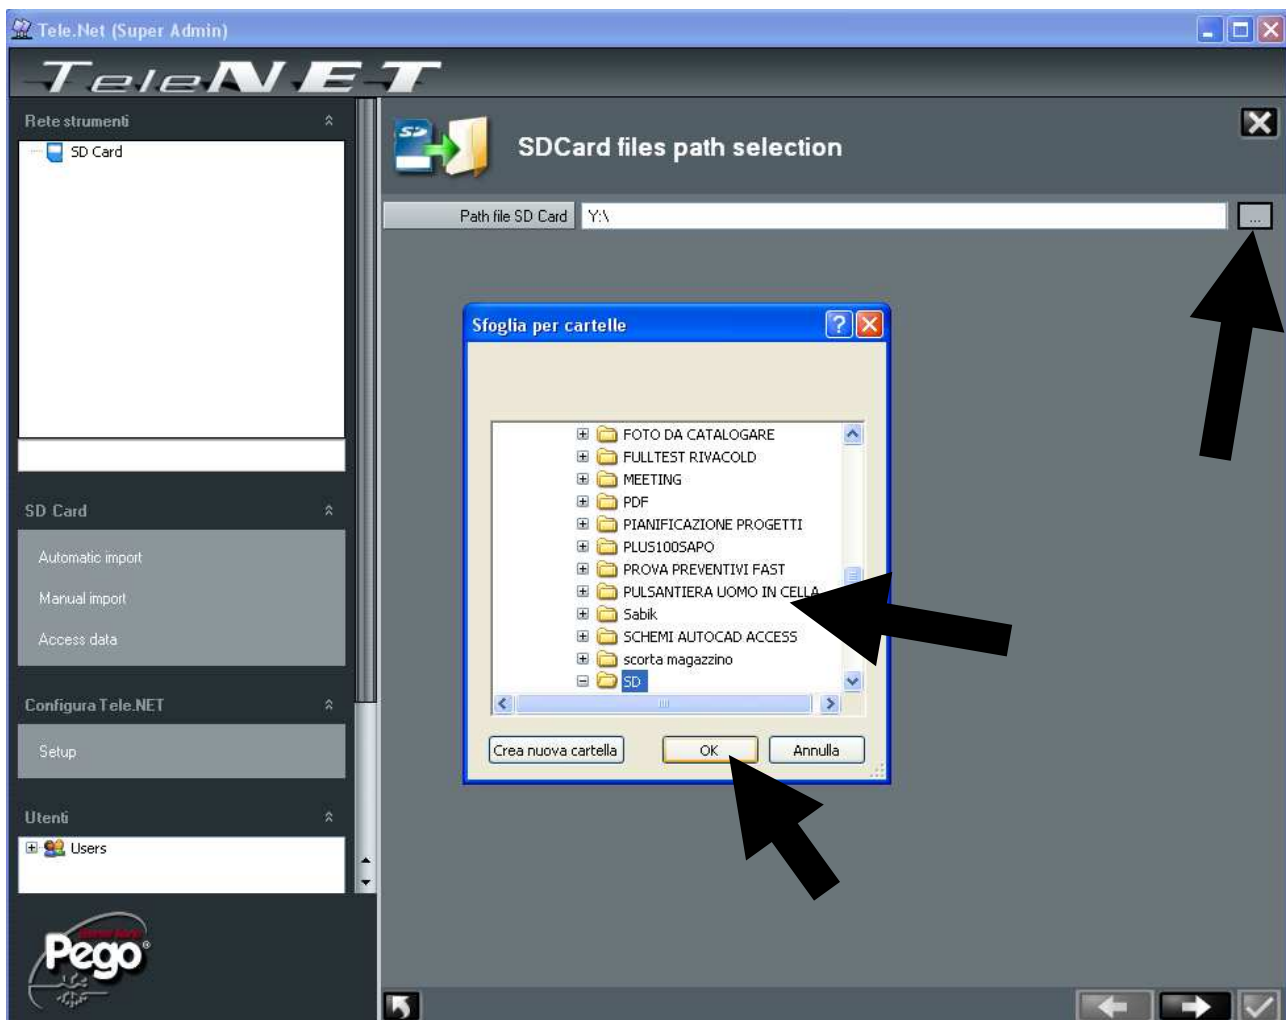 Tele.Net (Super Admin)
TeleNET
Rete strumenti
SD Card
SD Card
Automatic import
Manual import
Access data
Configura Tele.NET
Setup
Utenti
Users
Pego®
SD
SDCard files path selection
Path file SD Card
Y:\
...
Sfoglia per cartelle
FOTO DA CATALOGARE
FULLTEST RIVACOLD
MEETING
PDF
PIANIFICAZIONE PROGETTI
PLUS100SAPO
PROVA PREVENTIVI FAST
PULSANTIERA UOMO IN CELLA
Sabik
SCHEMI AUTOCAD ACCESS
scorta magazzino
SD
Crea nuova cartella
OK
Annulla